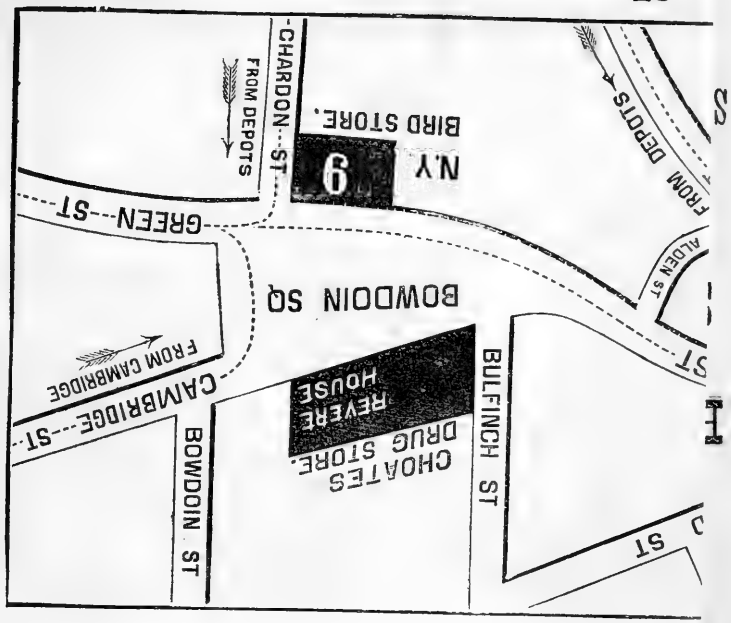 BOWDOIN ST
BULFINCH ST
ST
CHOATES
DRUG STORE.
REVERE
HOUSE
CAMBRIDGE--ST
FROM CAMBRIDGE
BOWDOIN SQ
ST
ALDEN ST
GREEN--ST
N.Y
9
BIRD STORE.
CHARDON ST
FROM DEPOTS
FROM DEPOTS